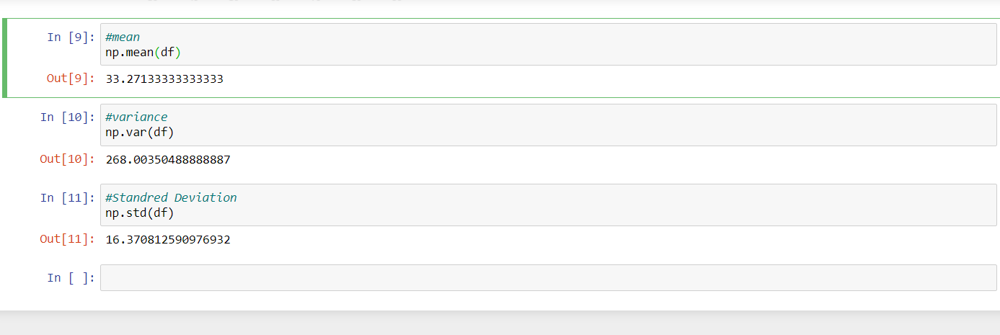 In [9]: #mean
np.mean(df)
Out[9]: 33.27133333333333
In [10]: #variance
np.var(df)
Out[10]: 268.00350488888887
In [11]: #Standred Deviation
np.std(df)
Out[11]: 16.370812590976932
In [ ]: